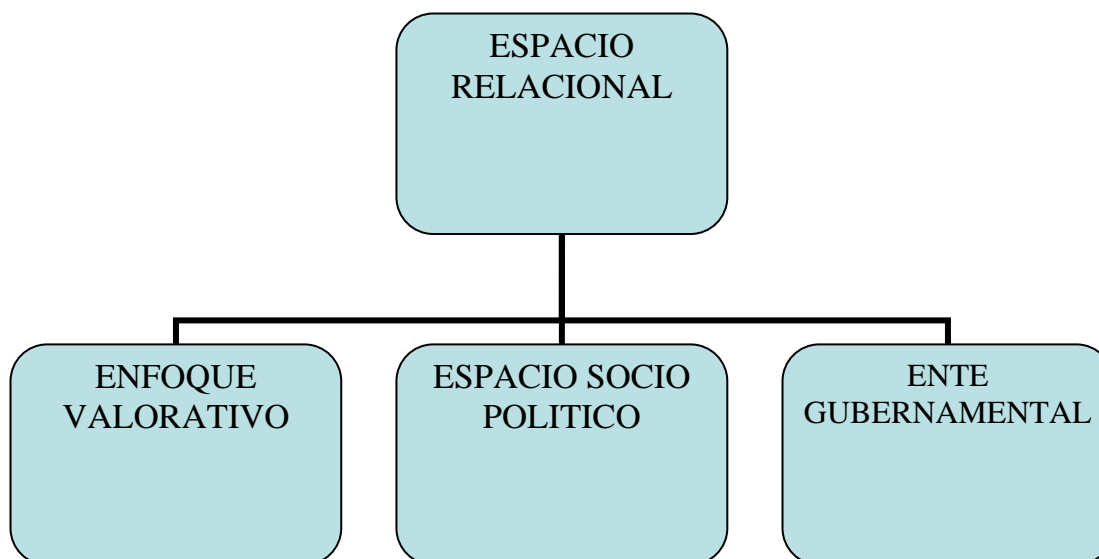 ESPACIO
RELACIONAL
ENFOQUE
VALORATIVO
ESPACIO SOCIO
POLITICO
ENTE
GUBERNAMENTAL